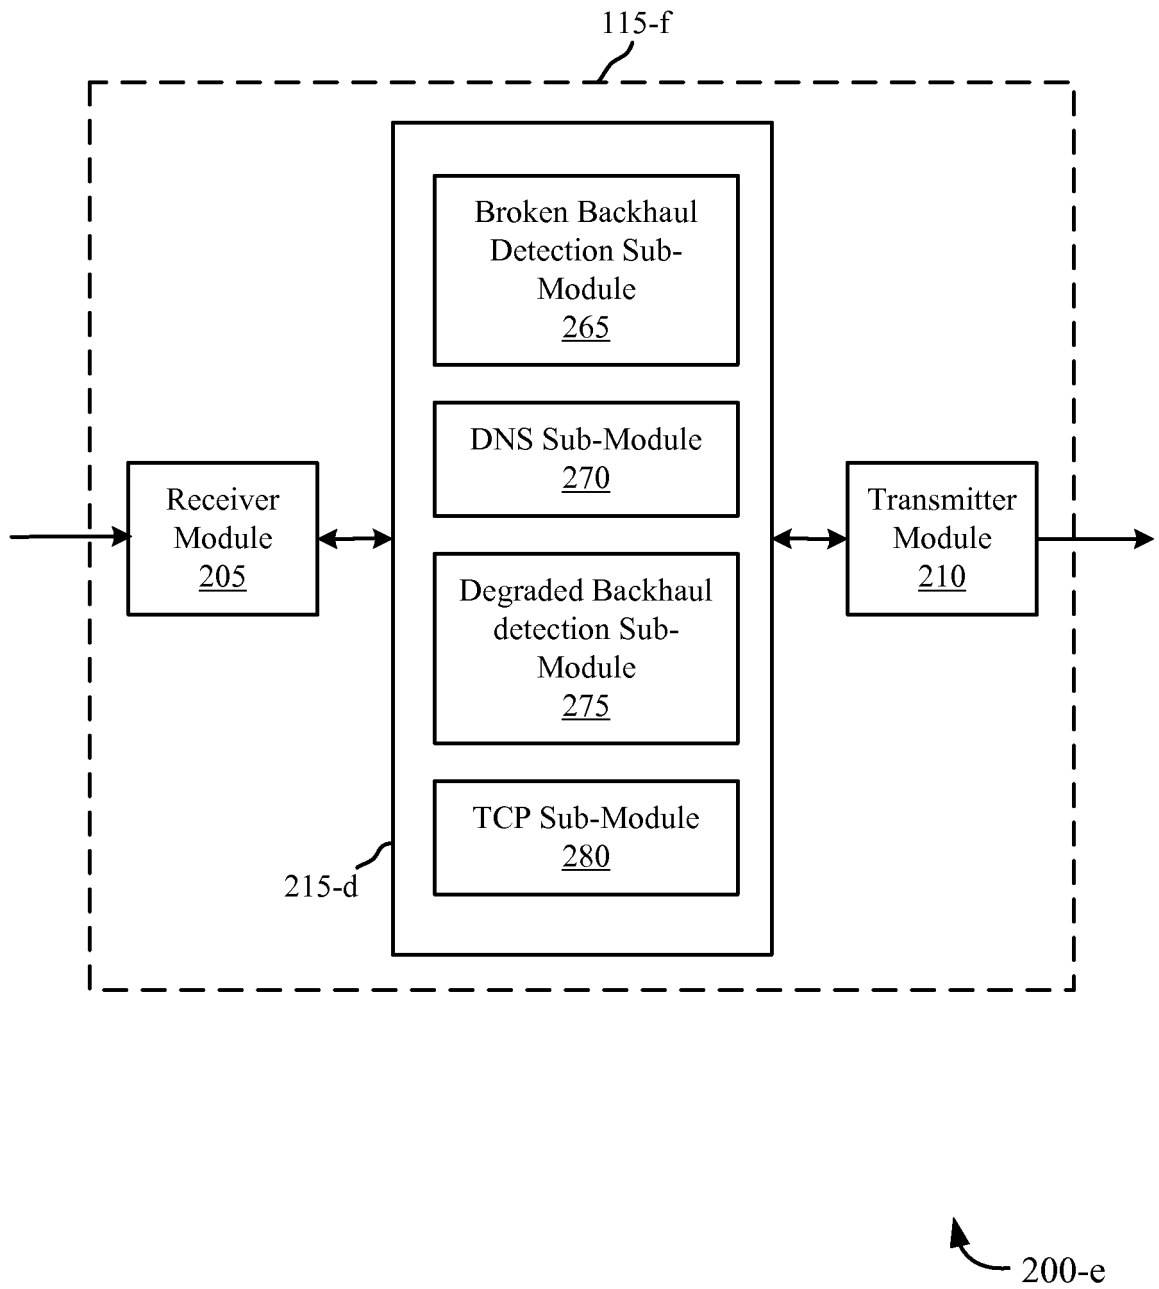 115-f
Broken Backhaul
Detection Sub-
Module
265
DNS Sub-Module
270
Receiver
Module
205
Transmitter
Module
210
Degraded Backhaul
detection Sub-
Module
275
TCP Sub-Module
280
215-d
200-e